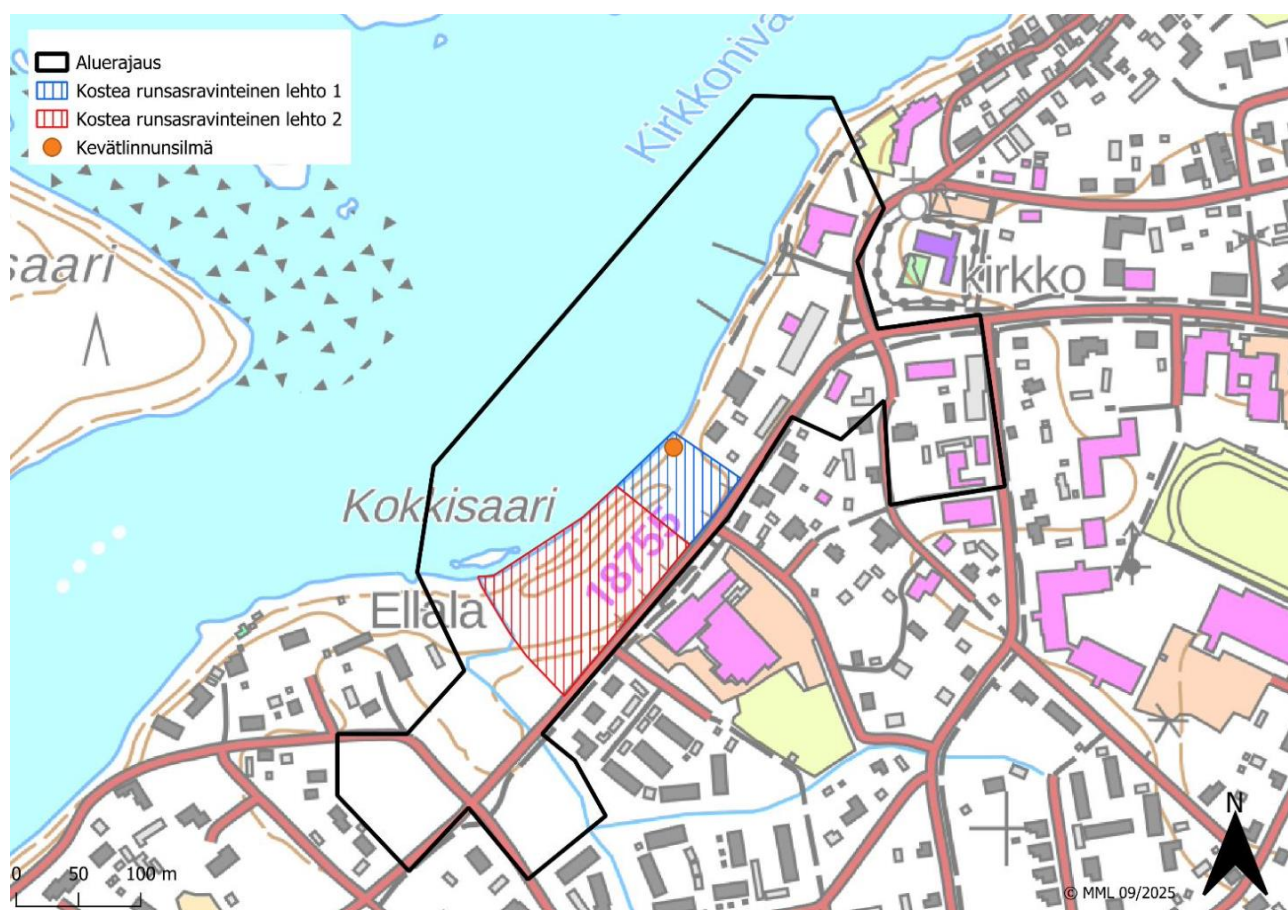 Aluerajaus
Kostea runsasravinteinen lehto 1
Kostea runsasravinteinen lehto 2
Kevätlinnunsilmä
Kirkkoniva
saari
kirkko
Kokkisaari
18755
Ellala
N
0 50 100 m
© MML 09/2025